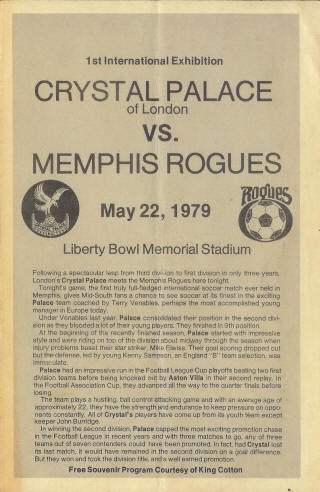 1st International Exhibition
CRYSTAL PALACE
of London
VS.
MEMPHIS ROGUES
Rogues
May 22, 1979
Liberty Bowl Memorial Stadium
Following a spectacular leap from third division to first division in only three years,
London's Crystal Palace meets the Memphis Rogues here tonight.
Tonight's game, the first truly full-fledged international soccer match ever held in
Memphis, gives Mid-South fans a chance to see soccer at its finest in the exciting
Palace team coached by Terry Venables, perhaps the most accomplished young
manager in Europe today.
Under Venables last year, Palace consolidated their position in the second divi-
sion as they blooded a lot of their young players. They finished in 9th position.
At the beginning of the recently finished season, Palace started with impressive
style and were riding on top of the division about midway through the season when
injury problems beset their star striker, Mike Elwiss. Their goal scoring dropped out
but the defense, led by young Kenny Sampson, an England "B" team selection, was
immaculate.
Palace had an impressive run in the Football League Cup playoffs beating two first
division teams before being knocked out by Aston Villa in their second replay. In
the Football Association Cup, they advanced all the way to the quarter finals before
losing.
The team plays a hustling, ball control attacking game and with an average age of
approximately 22, they have the strength and endurance to keep pressure on oppo-
nents constantly. All of Crystal's players have come up from its youth team except
keeper John Burridge.
In winning the second division, Palace capped the most exciting promotion chase
in the Football League in recent years and with three matches to go, any of three
teams out of seven contenders could have been promoted. In fact, had Crystal lost
its last match, it would have remained in the second division on a goal difference.
But they won and took the division title, and a well earned promotion.
Free Souvenir Program Courtesy of King Cotton